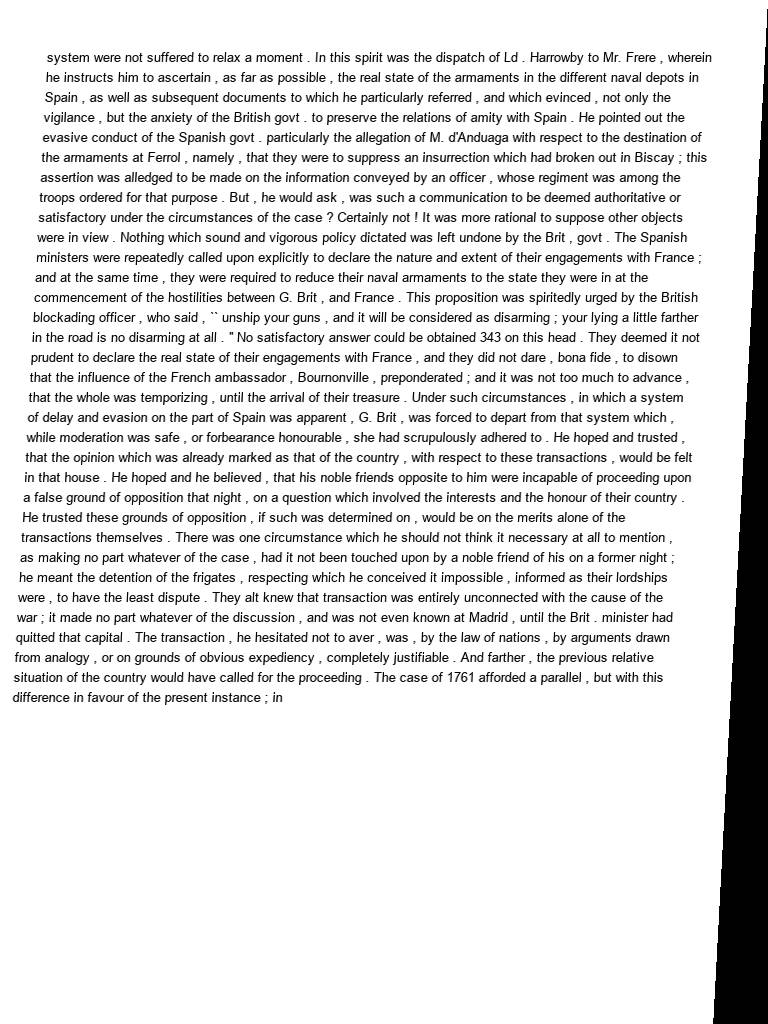 system were not suffered to relax a moment . In this spirit was the dispatch of Ld . Harrowby to Mr. Frere , wherein
he instructs him to ascertain , as far as possible , the real state of the armaments in the different naval depots in
Spain , as well as subsequent documents to which he particularly referred , and which evinced , not only the
vigilance , but the anxiety of the British govt . to preserve the relations of amity with Spain . He pointed out the
evasive conduct of the Spanish govt . particularly the allegation of M. d'Anduaga with respect to the destination of
the armaments at Ferrol , namely , that they were to suppress an insurrection which had broken out in Biscay ; this
assertion was alledged to be made on the information conveyed by an officer , whose regiment was among the
troops ordered for that purpose . But , he would ask , was such a communication to be deemed authoritative or
satisfactory under the circumstances of the case ? Certainly not ! It was more rational to suppose other objects
were in view . Nothing which sound and vigorous policy dictated was left undone by the Brit , govt . The Spanish
ministers were repeatedly called upon explicitly to declare the nature and extent of their engagements with France ;
and at the same time , they were required to reduce their naval armaments to the state they were in at the
commencement of the hostilities between G. Brit , and France . This proposition was spiritedly urged by the British
blockading officer , who said , `` unship your guns , and it will be considered as disarming ; your lying a little farther
in the road is no disarming at all . '' No satisfactory answer could be obtained 343 on this head . They deemed it not
prudent to declare the real state of their engagements with France , and they did not dare , bona fide , to disown
that the influence of the French ambassador , Bournonville , preponderated ; and it was not too much to advance ,
that the whole was temporizing , until the arrival of their treasure . Under such circumstances , in which a system
of delay and evasion on the part of Spain was apparent , G. Brit , was forced to depart from that system which ,
while moderation was safe , or forbearance honourable , she had scrupulously adhered to . He hoped and trusted ,
that the opinion which was already marked as that of the country , with respect to these transactions , would be felt
in that house . He hoped and he believed , that his noble friends opposite to him were incapable of proceeding upon
a false ground of opposition that night , on a question which involved the interests and the honour of their country .
He trusted these grounds of opposition , if such was determined on , would be on the merits alone of the
transactions themselves . There was one circumstance which he should not think it necessary at all to mention ,
as making no part whatever of the case , had it not been touched upon by a noble friend of his on a former night ;
he meant the detention of the frigates , respecting which he conceived it impossible , informed as their lordships
were , to have the least dispute . They alt knew that transaction was entirely unconnected with the cause of the
war ; it made no part whatever of the discussion , and was not even known at Madrid , until the Brit . minister had
quitted that capital . The transaction , he hesitated not to aver , was , by the law of nations , by arguments drawn
from analogy , or on grounds of obvious expediency , completely justifiable . And farther , the previous relative
situation of the country would have called for the proceeding . The case of 1761 afforded a parallel , but with this
difference in favour of the present instance ; in